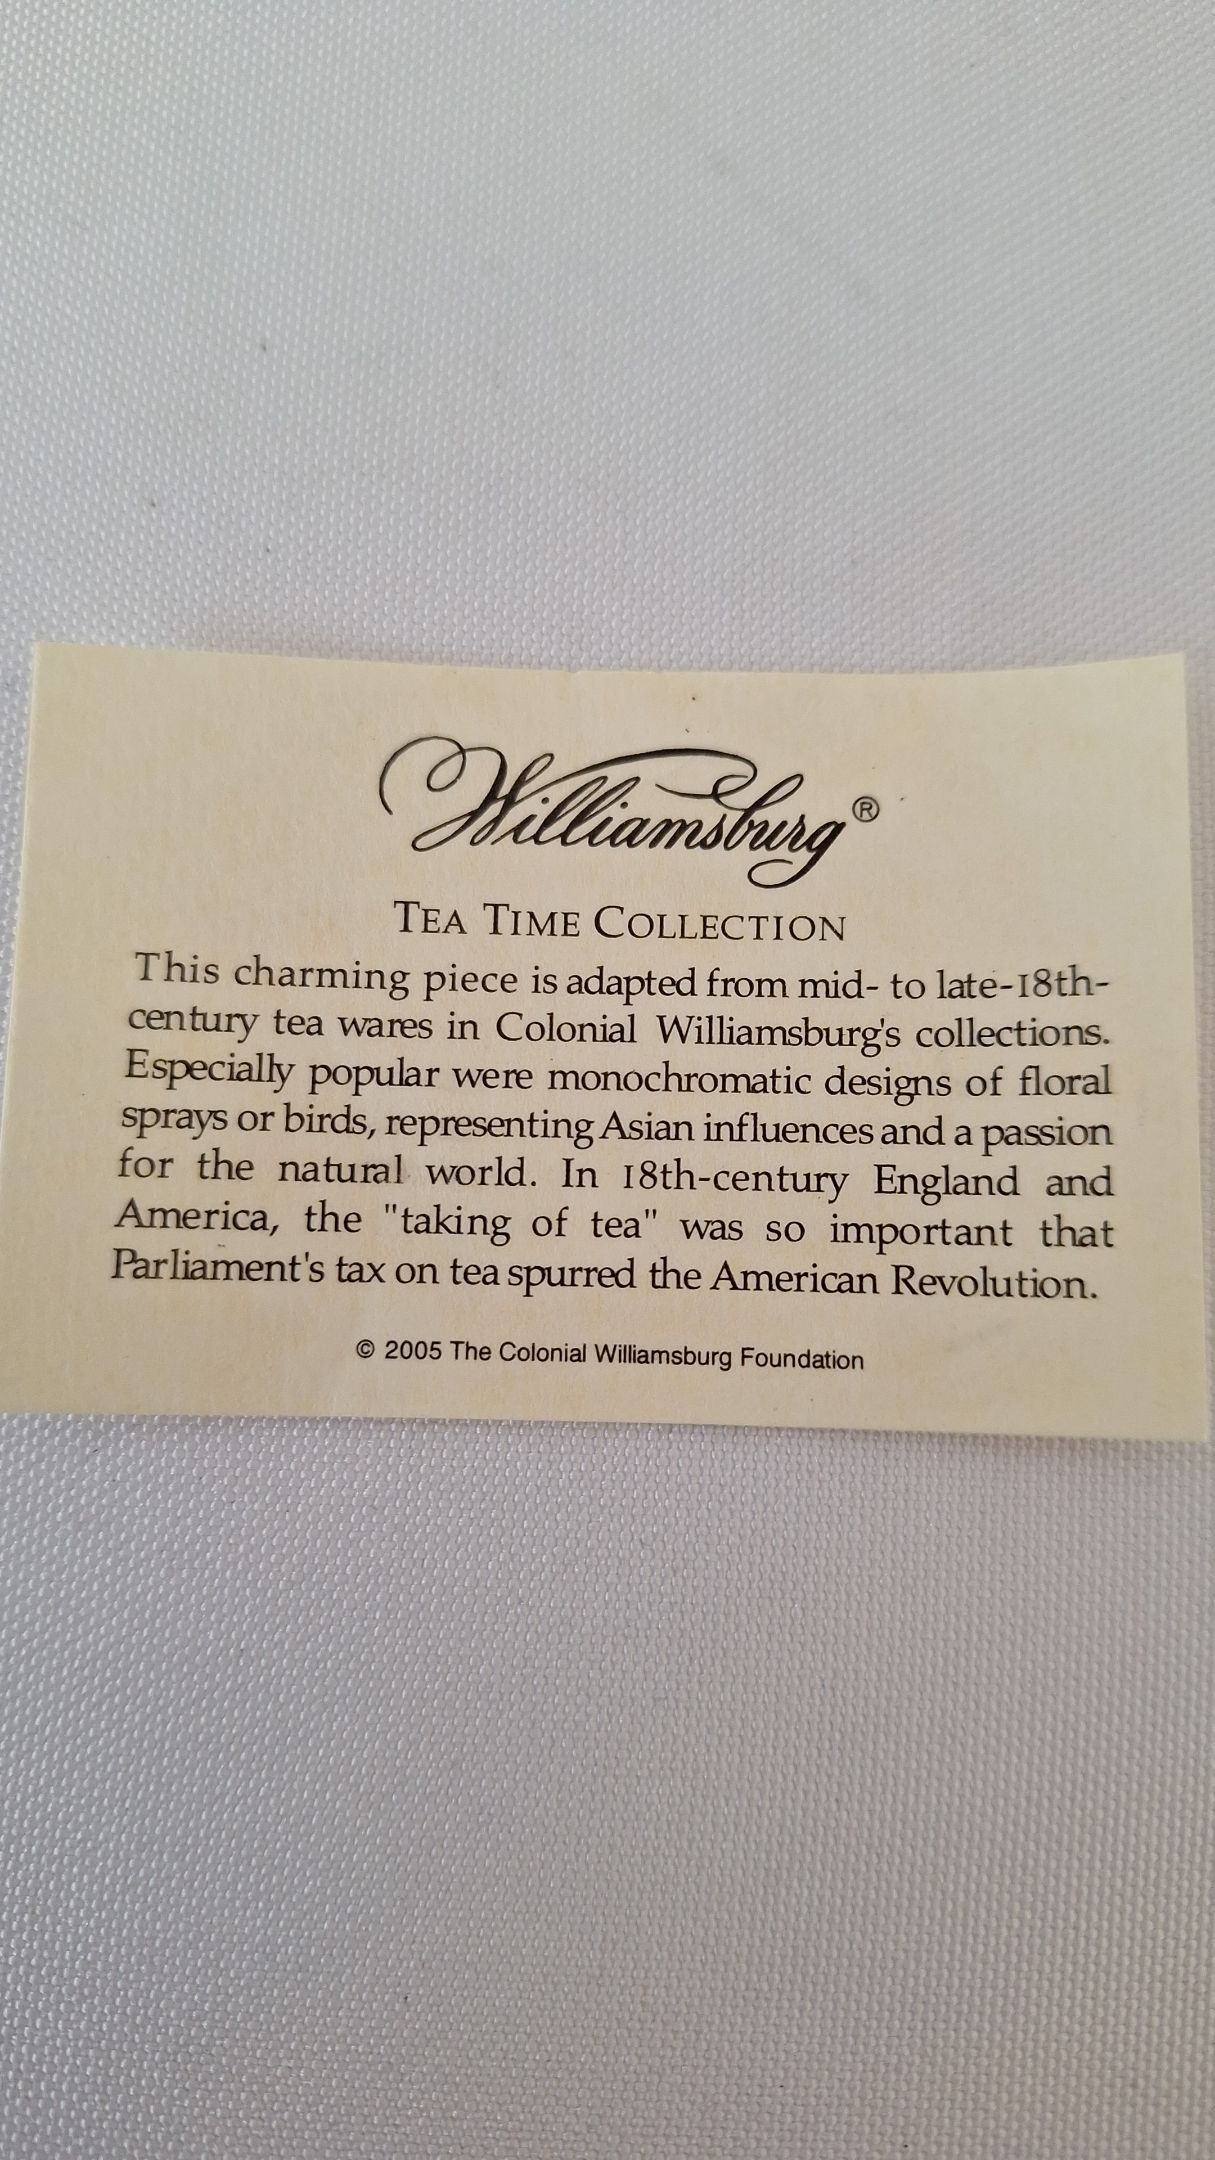 Williamsburg®
TEA TIME COLLECTION
This charming piece is adapted from mid- to late-18th-
century tea wares in Colonial Williamsburg's collections.
Especially popular were monochromatic designs of floral
sprays or birds, representing Asian influences and a passion
for the natural world. In 18th-century England and
America, the "taking of tea" was so important that
Parliament's tax on tea spurred the American Revolution.
© 2005 The Colonial Williamsburg Foundation